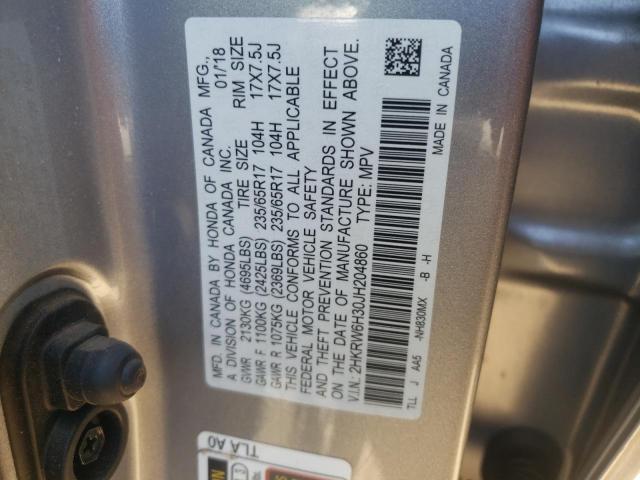 MFD. IN CANADA BY HONDA OF CANADA MFG.,
A DIVISION OF HONDA CANADA INC. 01/18
GVWR 2130KG (4695LBS) TIRE SIZE RIM SIZE
GAWR F 1100KG (2425LBS) 235/65R17 104H 17X7.5J
GAWR R 1075KG (2369LBS) 235/65R17 104H 17X7.5J
THIS VEHICLE CONFORMS TO ALL APPLICABLE
FEDERAL MOTOR VEHICLE SAFETY
AND THEFT PREVENTION STANDARDS IN EFFECT
ON THE DATE OF MANUFACTURE SHOWN ABOVE.
V.I.N.: 2HKRW6H30JH204860 TYPE: MPV
TLL J AA5 -NH830MX -B -H MADE IN CANADA
TLA A0